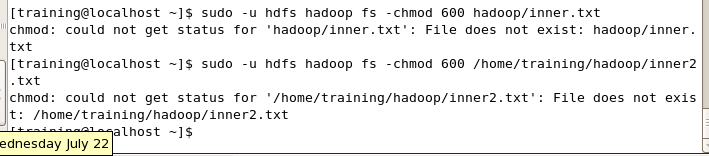 [training@localhost ~]$ sudo -u hdfs hadoop fs -chmod 600 hadoop/inner.txt
chmod: could not get status for 'hadoop/inner.txt': File does not exist: hadoop/inner.
txt
[training@localhost ~]$ sudo -u hdfs hadoop fs -chmod 600 /home/training/hadoop/inner2
.txt
chmod: could not get status for '/home/training/hadoop/inner2.txt': File does not exis
t: /home/training/hadoop/inner2.txt
[training@localhost ~]$
ednesday July 22